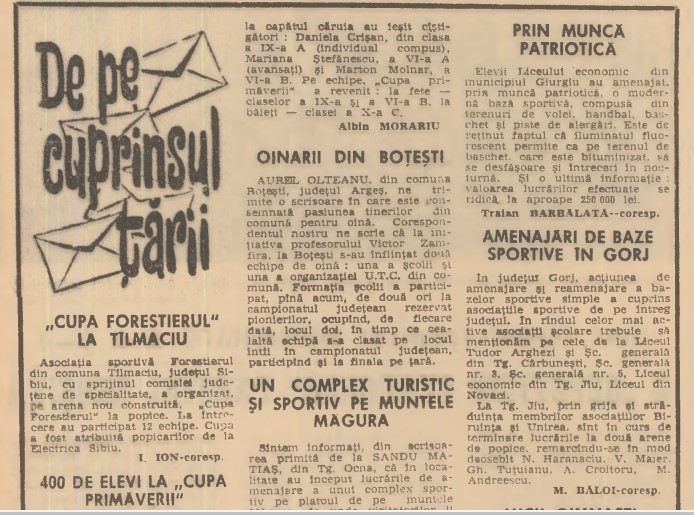 De pe
cuprinsul
țării
„CUPA FORESTIERUL"
LA TĪLMACIU
Asociația sportivă Forestierul
din comuna Tîlmaciu, județul Si-
biu, cu sprijinul comisiei jude-
țene de specialitate, a organizat,
pe arena nou construită, „Cupa
Forestierul" la popice. La între-
cere au participat 12 echipe. Cupa
a fost atribuită popicarilor de la
Electrica Sibiu.
I. ION-coresp.
400 DE ELEVI LA „CUPA
PRIMĂVERII"
la capătul căruia au ieșit cîști-
gători : Daniela Crișan, din clasa
a IX-a A (individual compus),
Mariana Ștefănescu, a VI-a A
(avansați) și Marton Molnar, a
VI-a B. Pe echipe, „Cupa pri-
măverii" a revenit : la fete —
claselor a IX-a și a VI-a B, la
băieți — clasei a X-a C.
Albin MORARIU
OINARII DIN BOTEȘTI
AUREL OLTEANU, din comuna
Botești, județul Argeș, ne tri-
mite o scrisoare în care este con-
semnată pasiunea tinerilor din
comună pentru oină. Corespon-
dentul nostru ne scrie că la ini-
țiativa profesorului Victor Zam-
fira, la Botești s-au înființat două
echipe de oină : una a școlii și
una a organizației U.T.C. din co-
mună. Formația școlii a partici-
pat, pînă acum, de două ori la
campionatul județean rezervat
pionierilor, ocupînd, de fiecare
dată, locul doi, în timp ce cea-
laltă echipă s-a clasat pe locul
întîi în campionatul județean,
participînd și la finala pe țară.
UN COMPLEX TURISTIC
ȘI SPORTIV PE MUNTELE
MĂGURA
Sîntem informați, din scrisoa-
rea primită de la SANDU MA-
TIAȘ, din Tg. Ocna, că în loca-
litate au început lucrările de a-
menajare a unui complex spor-
tiv pe platoul de pe muntele
PRIN MUNCĂ
PATRIOTICĂ
Elevii Liceului economic din
municipiul Giurgiu au amenajat,
prin muncă patriotică, o moder-
nă bază sportivă, compusă din
terenuri de volei, handbal, bas-
chet și piste de alergări. Este de
reținut faptul că iluminatul fluo-
rescent permite ca pe terenul de
baschet, care este bituminizat, să
se desfășoare și întreceri în noc-
turnă. Și o ultimă informație :
valoarea lucrărilor efectuate se
ridică la aproape 250 000 lei.
Traian BARBĂLATĂ--coresp.
AMENAJĂRI DE BAZE
SPORTIVE ÎN GORJ
În județul Gorj, acțiunea de
amenajare și reamenajare a ba-
zelor sportive simple a cuprins
asociațiile sportive de pe întreg
județul. În rîndul celor mai ac-
tive asociații școlare trebuie să
menționăm pe cele de la Liceul
Tudor Arghezi și Șc. generală
din Tg. Cărbunești, Șc. general
nr. 3, Șc. generală nr. 5, Liceul
economic din Tg. Jiu, Liceul din
Novaci.
La Tg. Jiu, prin grija și stră-
duința membrilor asociațiilor Bi-
ruința și Unirea, sînt în curs de
terminare lucrările la două arene
de popice, remarcîndu-se în mod
deosebit N. Haranaciu, V. Maier,
Gh. Tuțuianu, A. Croitoru, M.
Andreescu.
M. BĂLOI-coresp.